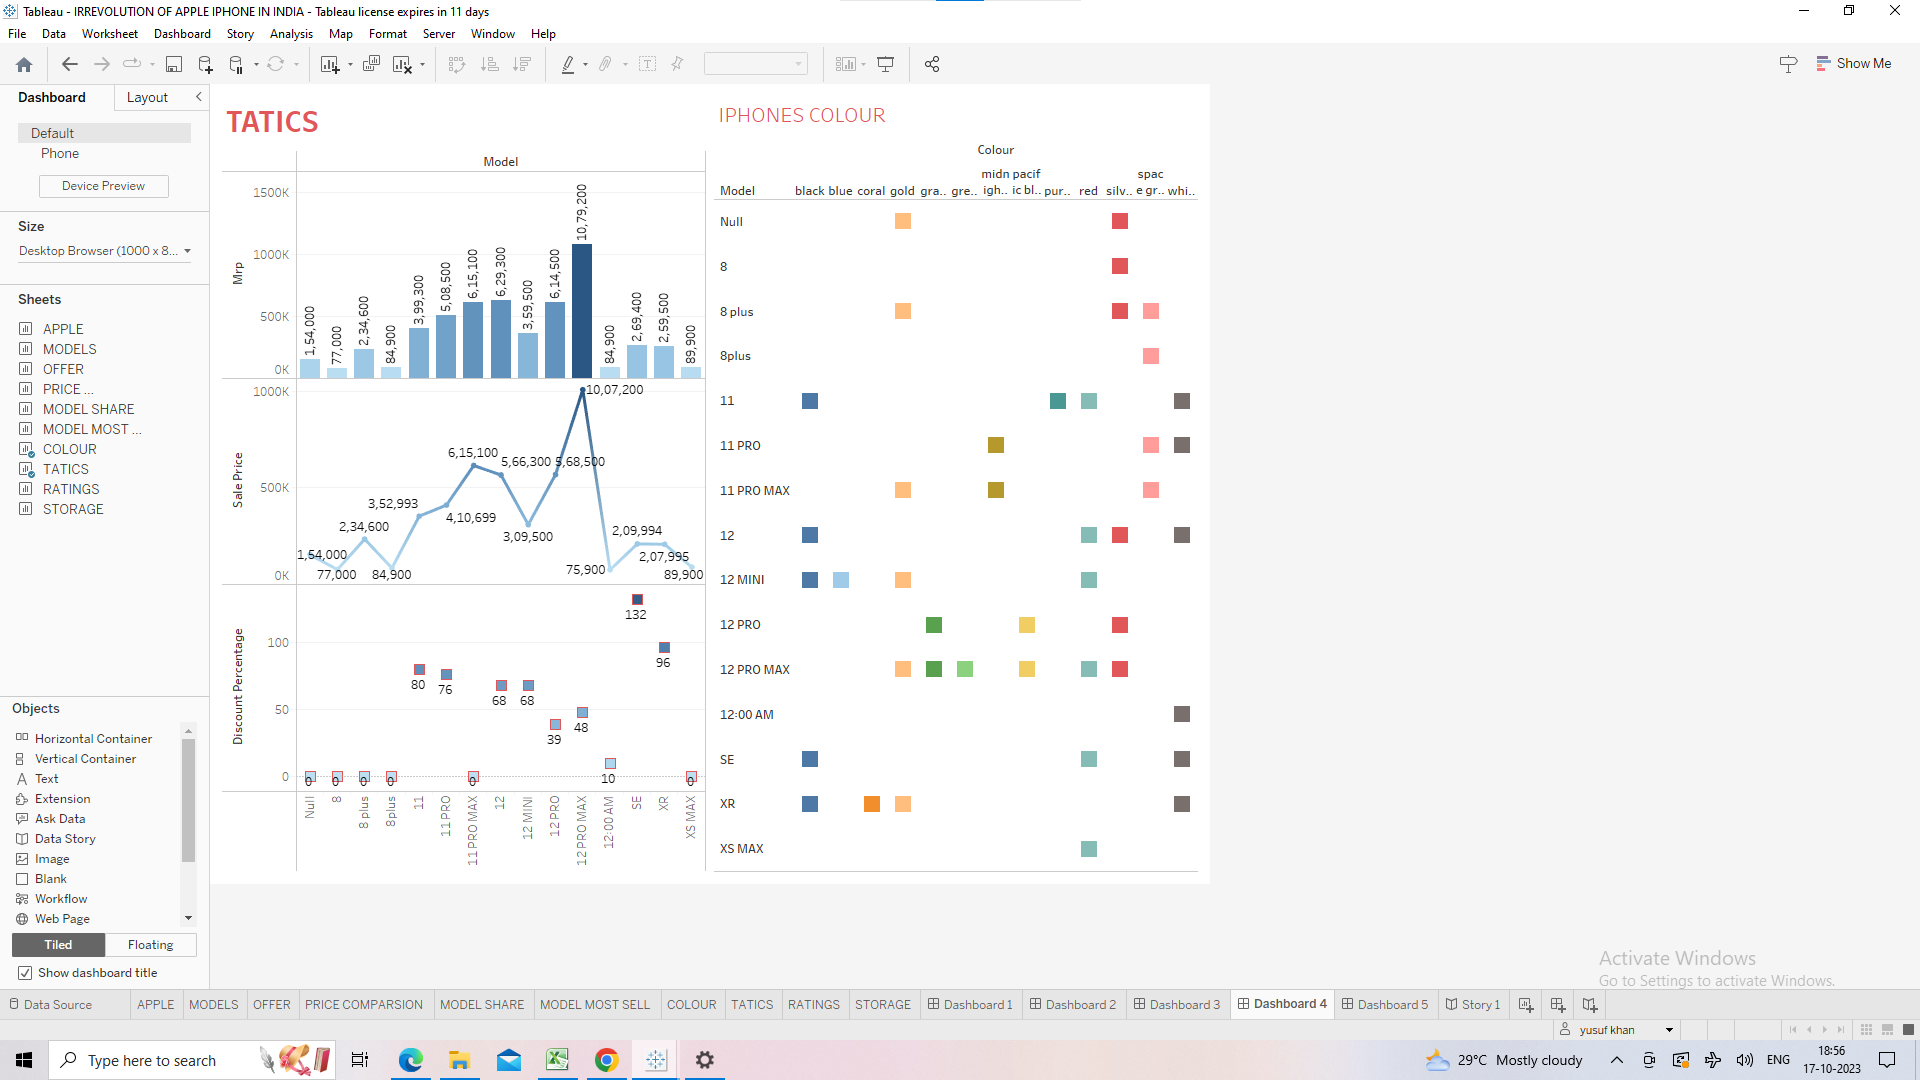 Tableau - IRREVOLUTION OF APPLE IPHONE IN INDIA - Tableau license expires in 11 days
File Data Worksheet Dashboard Story Analysis Map Format Server Window Help
Show Me
Dashboard Layout
Default
Phone
Device Preview
Size
Desktop Browser (1000 x 8...
Sheets
APPLE
MODELS
OFFER
PRICE ...
MODEL SHARE
MODEL MOST ...
COLOUR
TATICS
RATINGS
STORAGE
Objects
Horizontal Container
Vertical Container
Text
Extension
Ask Data
Data Story
Image
Blank
Workflow
Web Page
Tiled Floating
Show dashboard title
TATICS
Model
Mrp
1500K
1000K
500K
0K
1,54,000
77,000
2,34,600
84,900
3,99,300
5,08,500
6,15,100
6,29,300
3,59,500
6,14,500
10,79,200
84,900
2,69,400
2,59,500
89,900
Sale Price
1000K
500K
0K
1,54,000
77,000
2,34,600
84,900
3,52,993
4,10,699
6,15,100
5,66,300
3,09,500
5,68,500
10,07,200
75,900
2,09,994
2,07,995
89,900
Discount Percentage
100
50
0
0
0
0
0
80
76
0
68
68
39
48
10
132
96
0
Null
8
8 plus
8plus
11
11 PRO
11 PRO MAX
12
12 MINI
12 PRO
12 PRO MAX
12:00 AM
SE
XR
XS MAX
IPHONES COLOUR
Colour
Model black blue coral gold gra.. gre.. midn igh.. pacif ic bl.. pur.. red silv.. spac e gr.. whi..
Null
8
8 plus
8plus
11
11 PRO
11 PRO MAX
12
12 MINI
12 PRO
12 PRO MAX
12:00 AM
SE
XR
XS MAX
Activate Windows
Go to Settings to activate Windows.
Data Source APPLE MODELS OFFER PRICE COMPARSION MODEL SHARE MODEL MOST SELL COLOUR TATICS RATINGS STORAGE Dashboard 1 Dashboard 2 Dashboard 3 Dashboard 4 Dashboard 5 Story 1
yusuf khan
Type here to search
29°C Mostly cloudy
ENG
18:56
17-10-2023